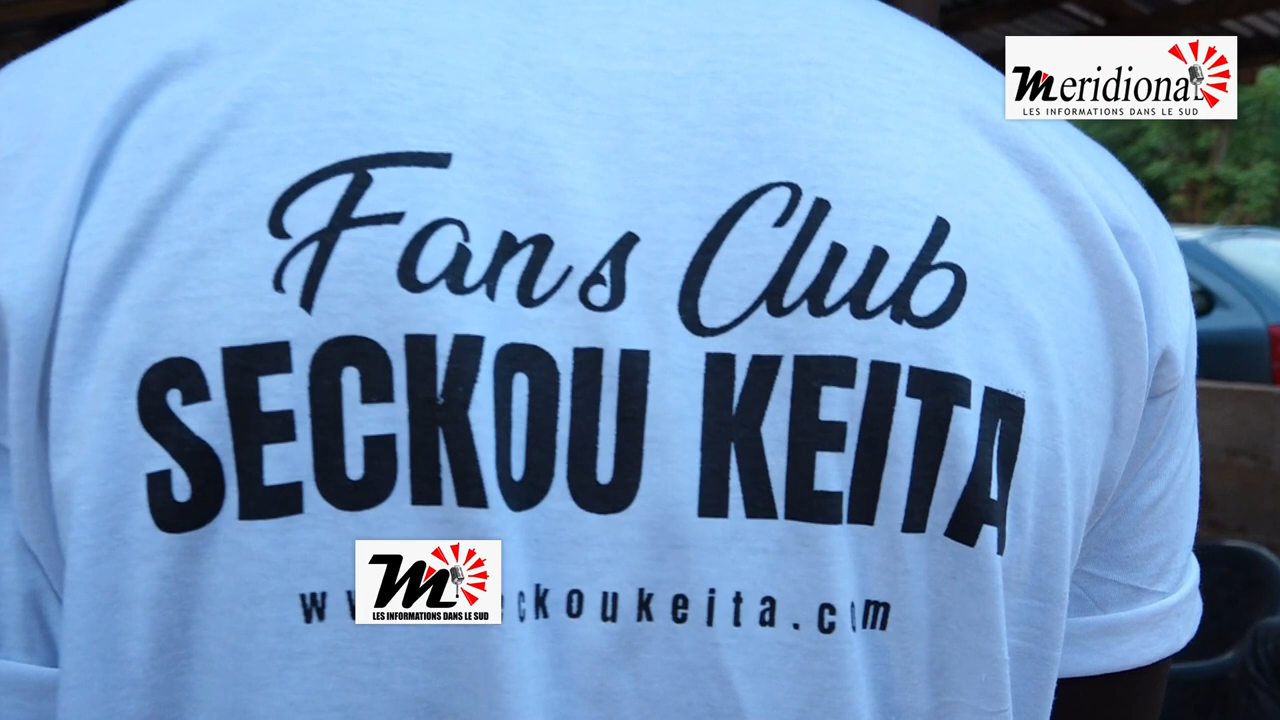 Meridional
LES INFORMATIONS DANS LE SUD
Fans Club
SECKOU KEITA
M
LES INFORMATIONS DANS LE SUD